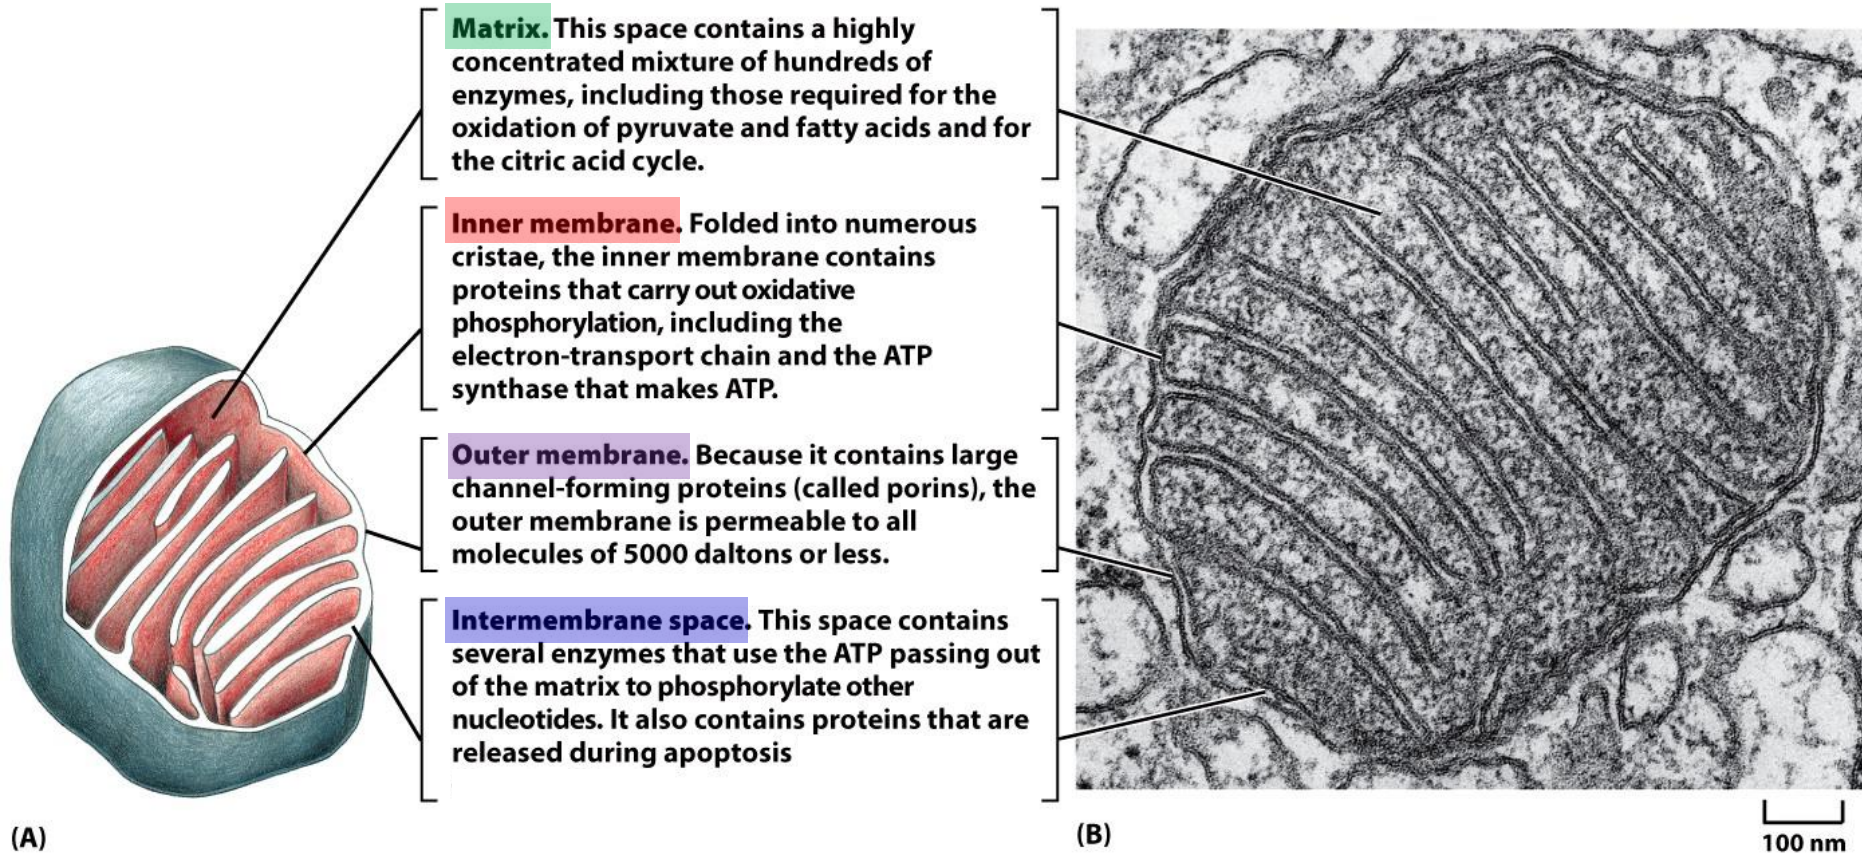 Matrix. This space contains a highly
concentrated mixture of hundreds of
enzymes, including those required for the
oxidation of pyruvate and fatty acids and for
the citric acid cycle.
Inner membrane. Folded into numerous
cristae, the inner membrane contains
proteins that carry out oxidative
phosphorylation, including the
electron-transport chain and the ATP
synthase that makes ATP.
Outer membrane. Because it contains large
channel-forming proteins (called porins), the
outer membrane is permeable to all
molecules of 5000 daltons or less.
Intermembrane space. This space contains
several enzymes that use the ATP passing out
of the matrix to phosphorylate other
nucleotides. It also contains proteins that are
released during apoptosis
(A)
(B)
100 nm